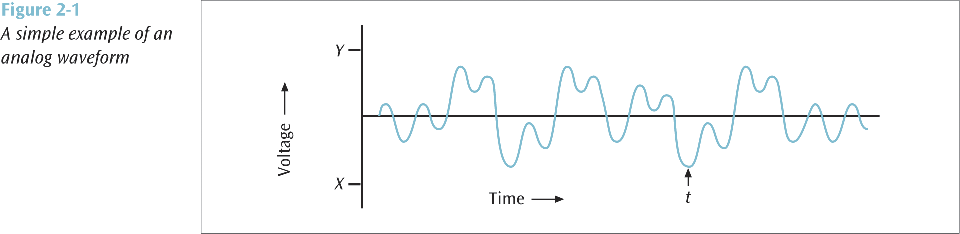 Figure 2-1
A simple example of an
analog waveform
Y
Voltage
X
Time
t